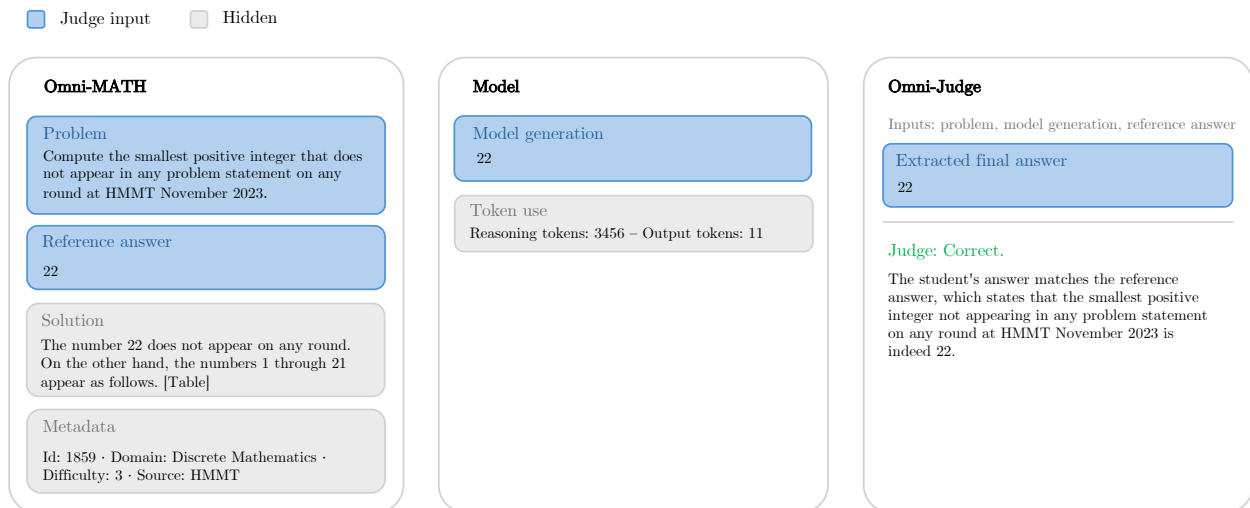 Judge input
Hidden
Omni-MATH
Problem
Compute the smallest positive integer that does
not appear in any problem statement on any
round at HMMT November 2023.
Reference answer
22
Solution
The number 22 does not appear on any round.
On the other hand, the numbers 1 through 21
appear as follows. [Table]
Metadata
Id: 1859 · Domain: Discrete Mathematics ·
Difficulty: 3 · Source: HMMT
Model
Model generation
22
Token use
Reasoning tokens: 3456 – Output tokens: 11
Omni-Judge
Inputs: problem, model generation, reference answer
Extracted final answer
22
Judge: Correct.
The student's answer matches the reference
answer, which states that the smallest positive
integer not appearing in any problem statement
on any round at HMMT November 2023 is
indeed 22.